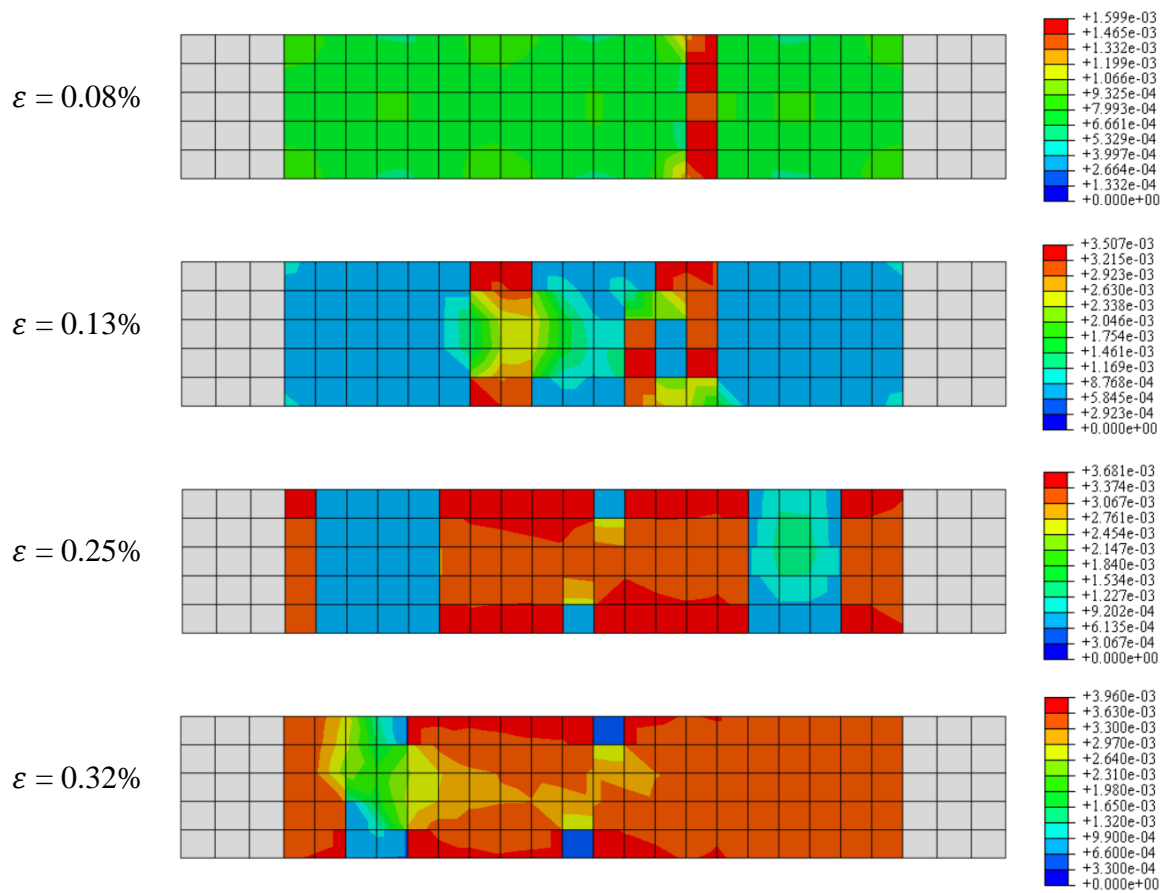 ε = 0.08%
+1.599e-03
+1.465e-03
+1.332e-03
+1.199e-03
+1.066e-03
+9.325e-04
+7.993e-04
+6.661e-04
+5.329e-04
+3.997e-04
+2.664e-04
+1.332e-04
+0.000e+00
ε = 0.13%
+3.507e-03
+3.215e-03
+2.923e-03
+2.630e-03
+2.338e-03
+2.046e-03
+1.754e-03
+1.461e-03
+1.169e-03
+8.768e-04
+5.845e-04
+2.923e-04
+0.000e+00
ε = 0.25%
+3.681e-03
+3.374e-03
+3.067e-03
+2.761e-03
+2.454e-03
+2.147e-03
+1.840e-03
+1.534e-03
+1.227e-03
+9.202e-04
+6.135e-04
+3.067e-04
+0.000e+00
ε = 0.32%
+3.960e-03
+3.630e-03
+3.300e-03
+2.970e-03
+2.640e-03
+2.310e-03
+1.980e-03
+1.650e-03
+1.320e-03
+9.900e-04
+6.600e-04
+3.300e-04
+0.000e+00